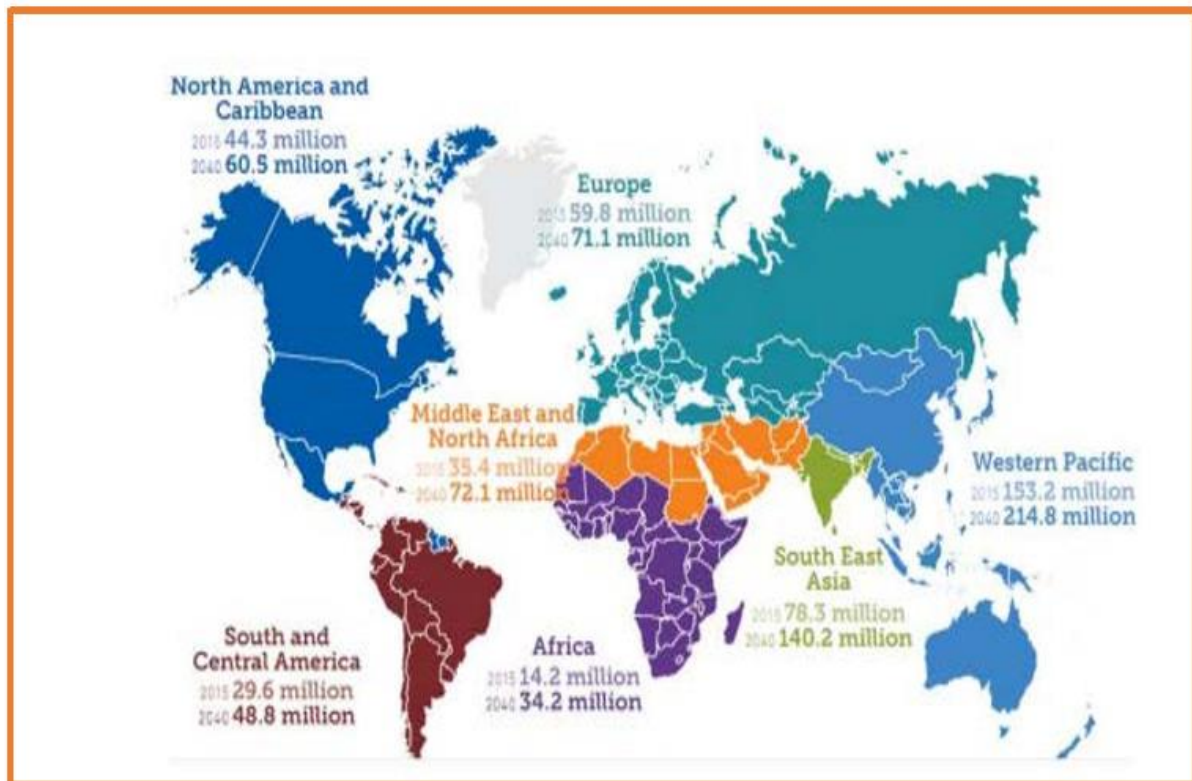 North America and
Caribbean
2015 44.3 million
2040 60.5 million
Europe
2015 59.8 million
2040 71.1 million
Middle East and
North Africa
2015 35.4 million
2040 72.1 million
Western Pacific
2015 153.2 million
2040 214.8 million
South East
Asia
2015 78.3 million
2040 140.2 million
South and
Central America
2015 29.6 million
2040 48.8 million
Africa
2015 14.2 million
2040 34.2 million